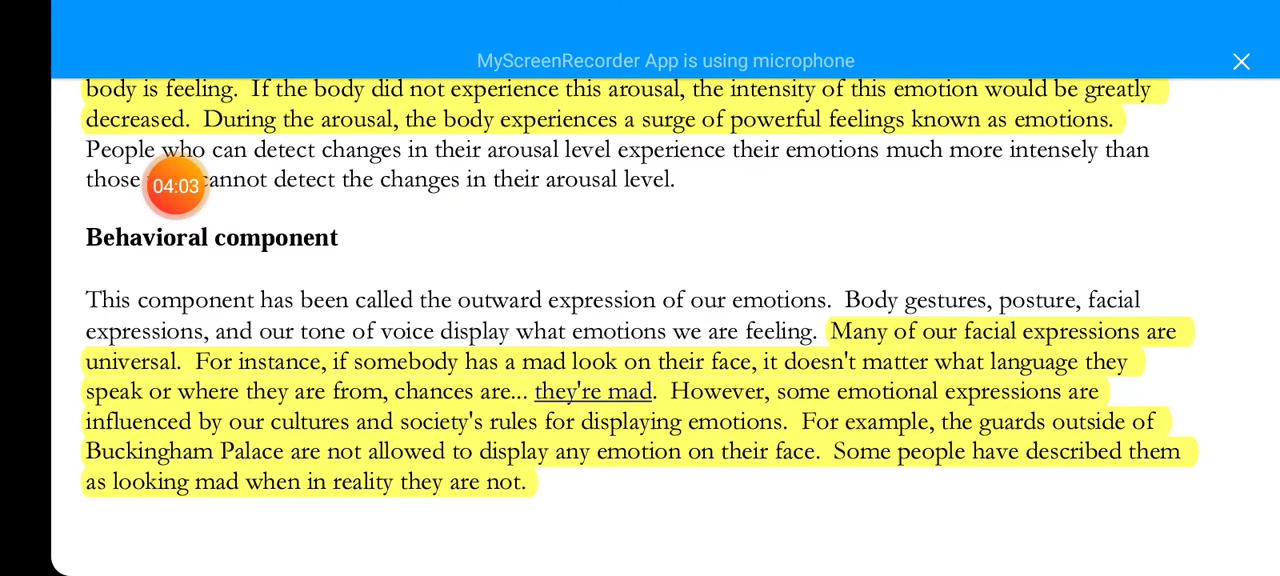 MyScreenRecorder App is using microphone
body is feeling. If the body did not experience this arousal, the intensity of this emotion would be greatly
decreased. During the arousal, the body experiences a surge of powerful feelings known as emotions.
People who can detect changes in their arousal level experience their emotions much more intensely than
those cannot detect the changes in their arousal level.
04:03
Behavioral component
This component has been called the outward expression of our emotions. Body gestures, posture, facial
expressions, and our tone of voice display what emotions we are feeling. Many of our facial expressions are
universal. For instance, if somebody has a mad look on their face, it doesn't matter what language they
speak or where they are from, chances are... they're mad. However, some emotional expressions are
influenced by our cultures and society's rules for displaying emotions. For example, the guards outside of
Buckingham Palace are not allowed to display any emotion on their face. Some people have described them
as looking mad when in reality they are not.